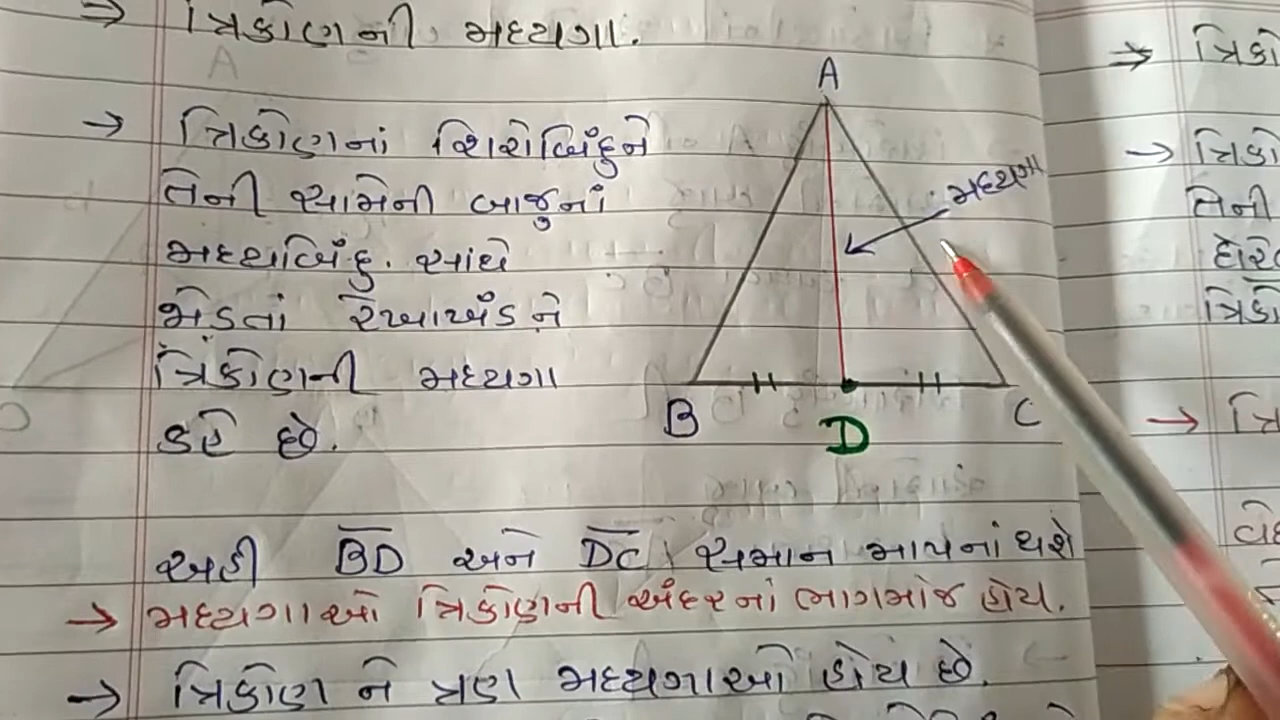 ⇒ ત્રિકોણની મધ્યગા.
→ ત્રિકોણનાં શિરોબિંદુને
તેની સામેની બાજુનાં
મધ્યબિંદુ. સાથે
જોડતાં રેખાખંડ ને
ત્રિકોણની મધ્યગા
કહે છે.
A
મધ્યગા
B
D
C
અહી BD અને DC સમાન માપનાં થશે
→ મધ્યગાઓ ત્રિકોણની અંદરનાં ભાગમાંજ હોય.
→ ત્રિકોણ ને ત્રણ મધ્યગાઓ હોય છે.
⇒ ત્રિકો
→ ત્રિકો
તેની
દોરે
ત્રિકો
→ ત્રિ